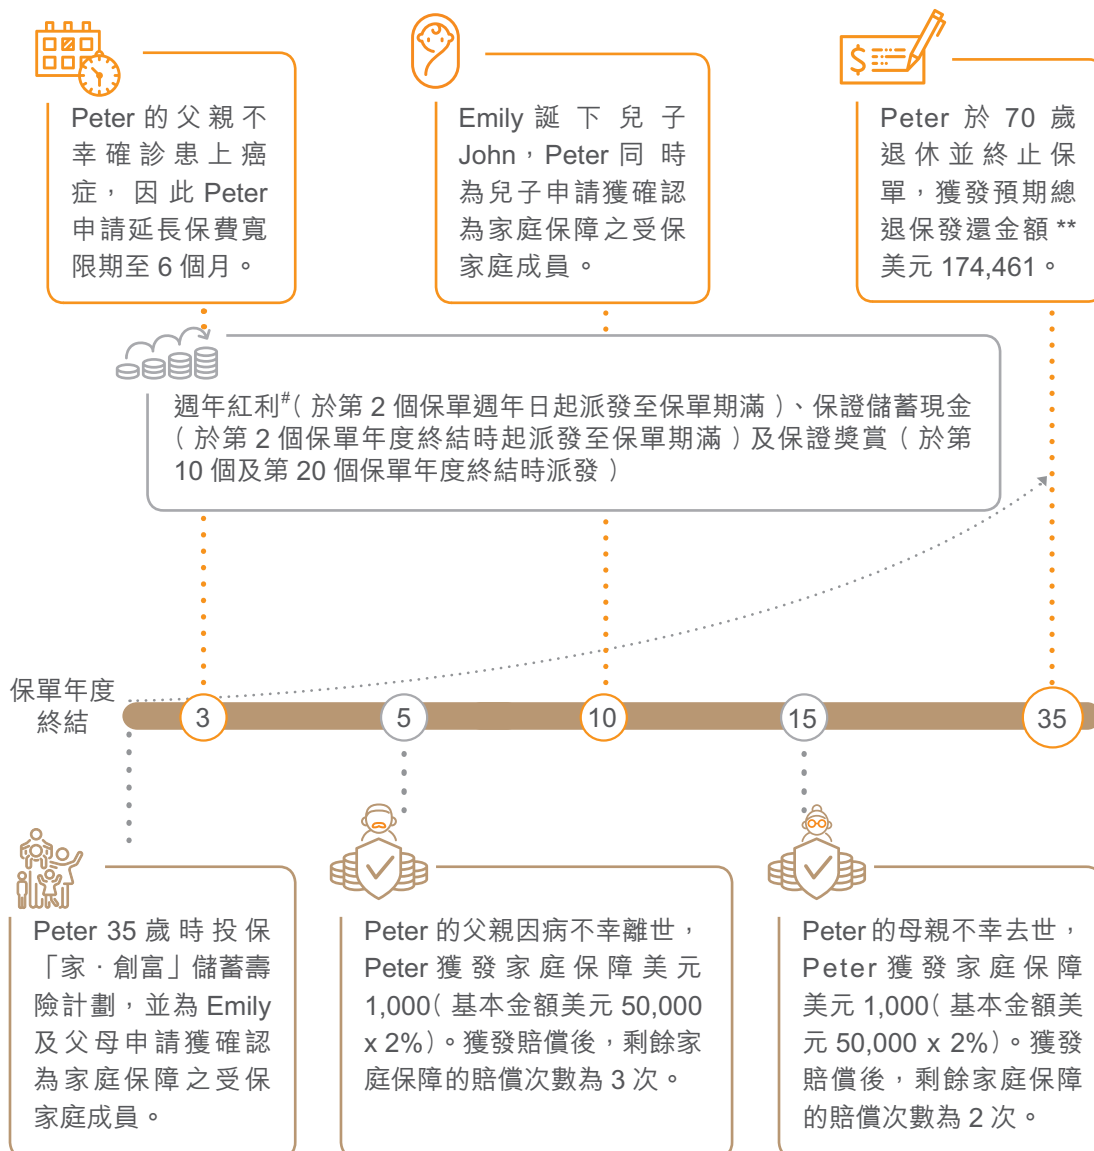 Peter 的父親不
幸確診患上癌
症，因此 Peter
申請延長保費寬
限期至 6 個月。
Emily 誕下兒子
John，Peter 同時
為兒子申請獲確認
為家庭保障之受保
家庭成員。
Peter 於 70 歲
退休並終止保
單，獲發預期總
退保發還金額 **
美元 174,461。
$
週年紅利#（於第 2 個保單週年日起派發至保單期滿）、保證儲蓄現金
（於第 2 個保單年度終結時起派發至保單期滿）及保證獎賞（於第
10 個及第 20 個保單年度終結時派發）
保單年度
終結
3
5
10
15
35
Peter 35 歲時投保
「家．創富」儲蓄壽
險計劃，並為 Emily
及父母申請獲確認
為家庭保障之受保
家庭成員。
Peter 的父親因病不幸離世，
Peter 獲發家庭保障美元
1,000（基本金額美元 50,000
x 2%）。獲發賠償後，剩餘家
庭保障的賠償次數為 3 次。
Peter 的母親不幸去世，
Peter 獲發家庭保障
美元 1,000（基本金額美
元 50,000 x 2%）。獲發
賠償後，剩餘家庭保障
的賠償次數為 2 次。